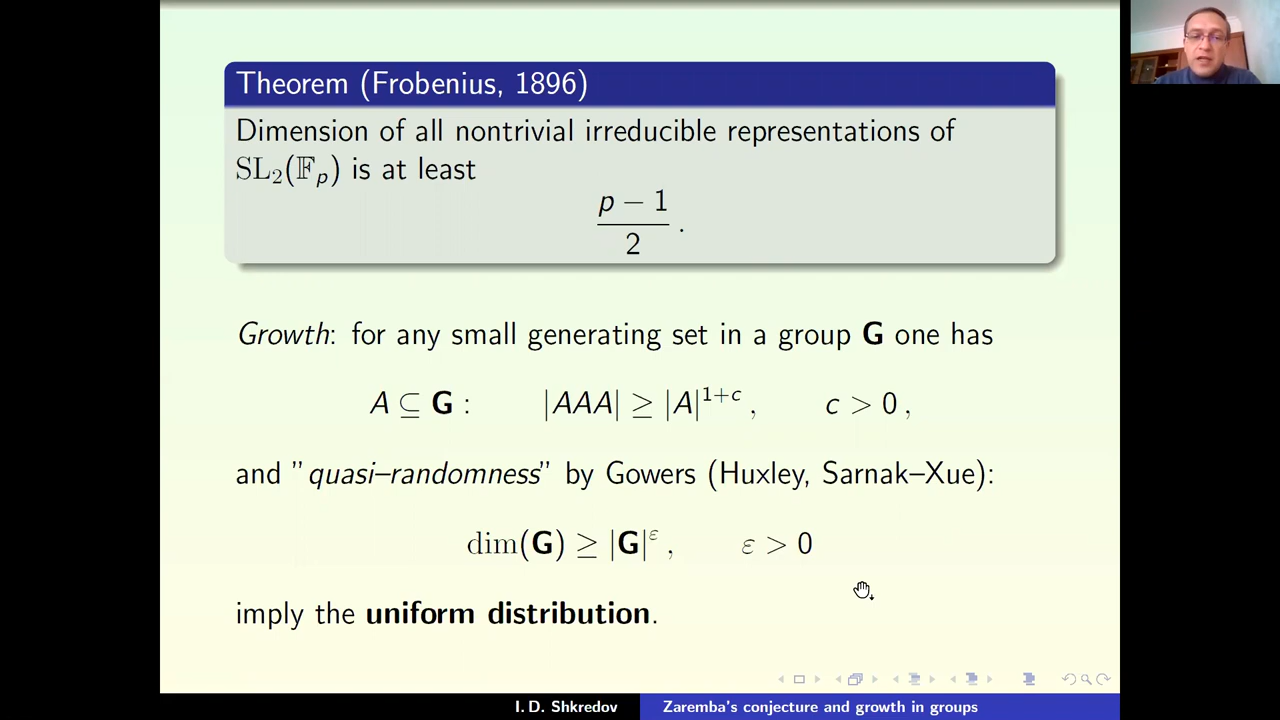 Theorem (Frobenius, 1896)
Dimension of all nontrivial irreducible representations of
SL₂(𝔽ₚ) is at least
p − 1
2 .
Growth: for any small generating set in a group G one has
A ⊆ G : |AAA| ≥ |A|^{1+c} , c > 0 ,
and ”quasi–randomness” by Gowers (Huxley, Sarnak–Xue):
dim(G) ≥ |G|^ε , ε > 0
imply the uniform distribution.
I. D. Shkredov Zaremba's conjecture and growth in groups